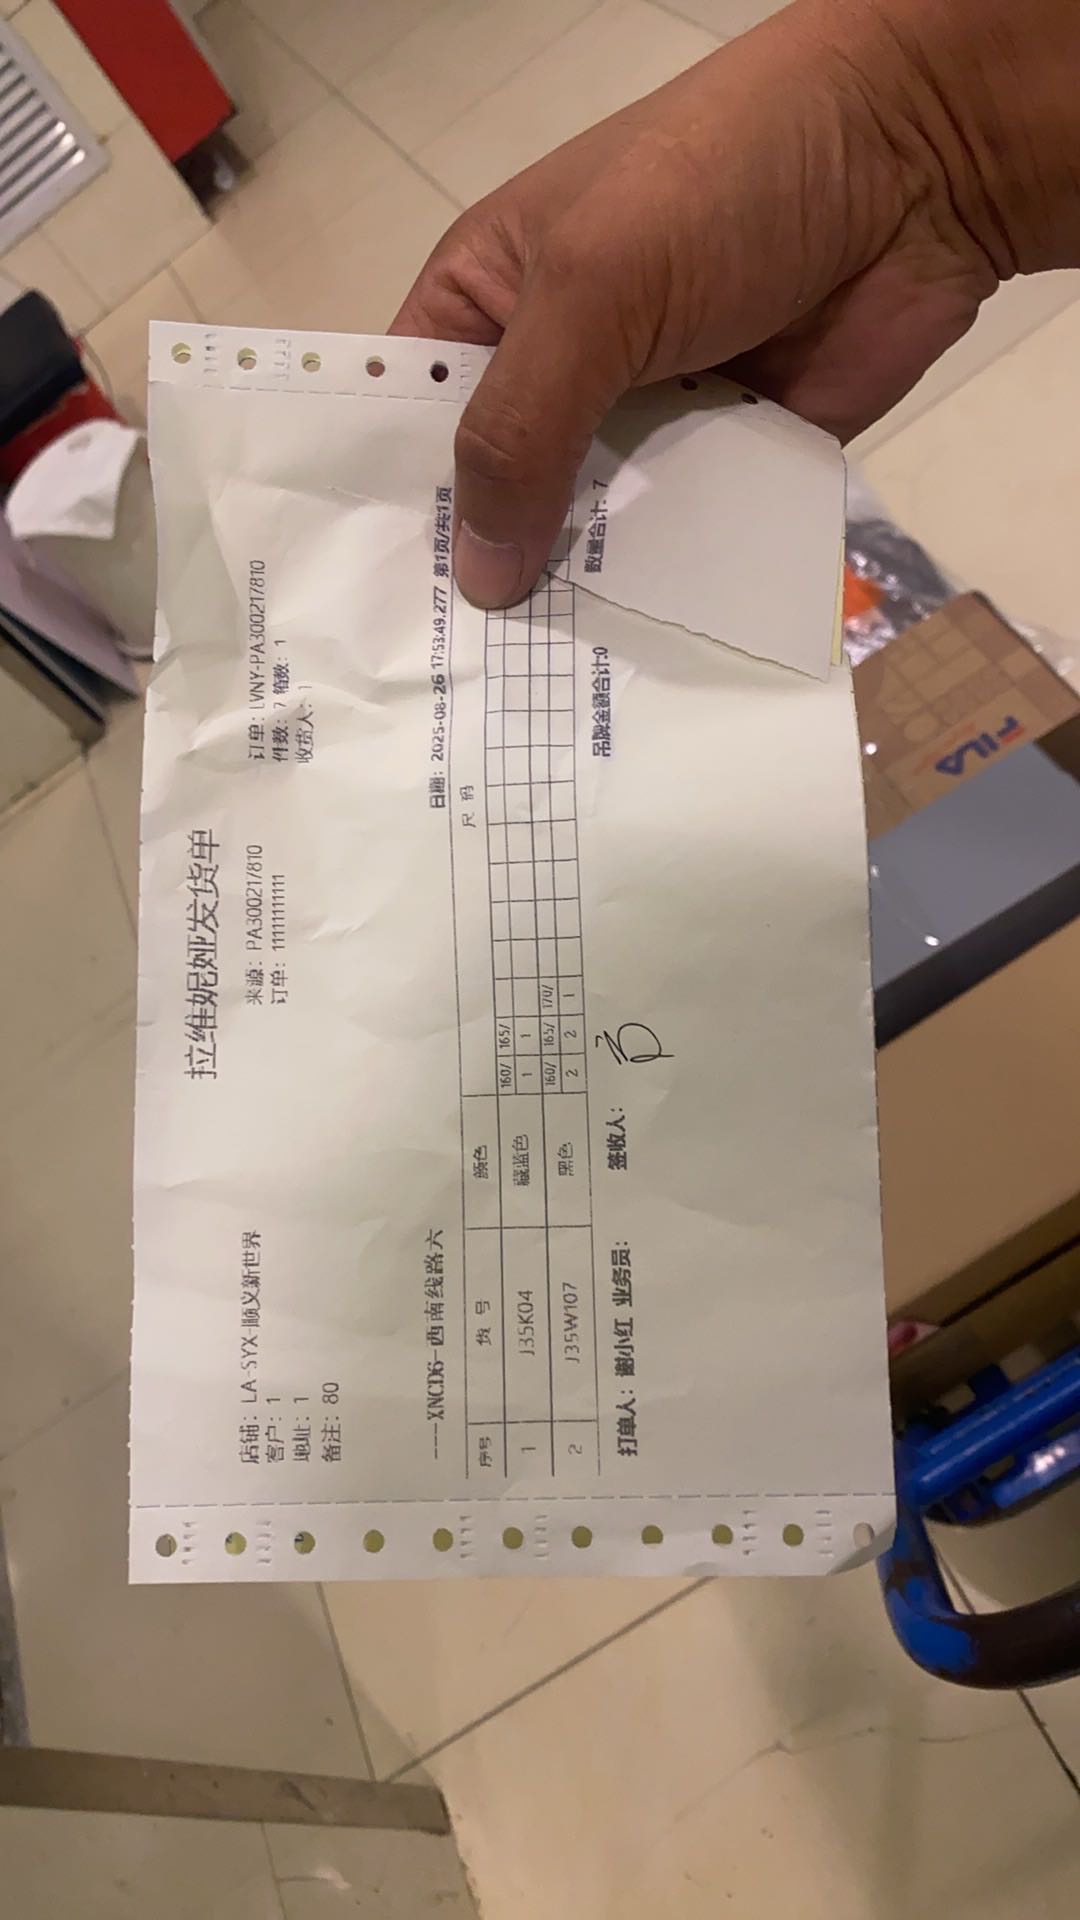 拉维妮娅发货单
店铺：LA-SYX-顺义新世界 来源：PA300217810 订单：LVNY-PA300217810
客户：1 订单：11111111111 件数：7 箱数：1
地址：1 收货人：1
备注：80
----XNCD6-西南线路六 日期：2025-08-26 17:53:49.277 第1页/共1页
序号 货号 颜色 尺码
1 J35K04 藏蓝色 160/ 165/
1 1
2 J35W107 黑色 160/ 165/ 170/
2 2 1
吊牌金额合计:0 数量合计：7
打单人：谢小红 业务员： 签收人：
FILA